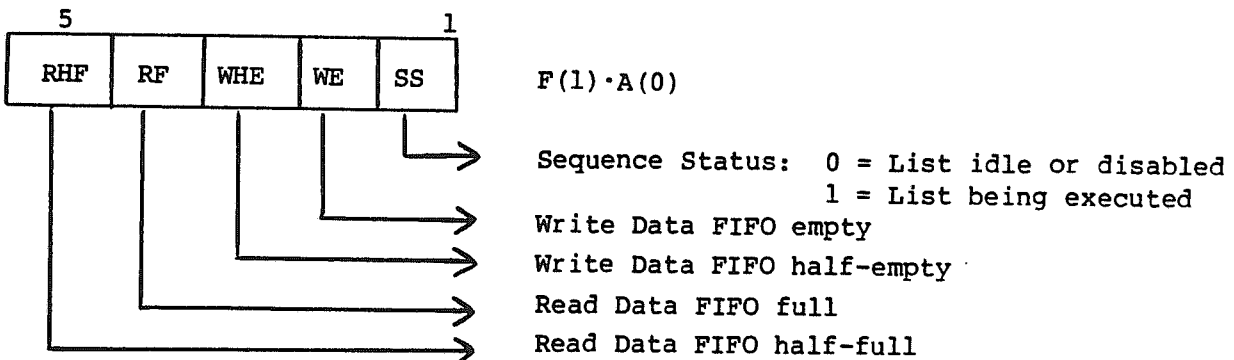 5 1
RHF RF WHE WE SS F(1)·A(0)
Sequence Status: 0 = List idle or disabled
1 = List being executed
Write Data FIFO empty
Write Data FIFO half-empty
Read Data FIFO full
Read Data FIFO half-full